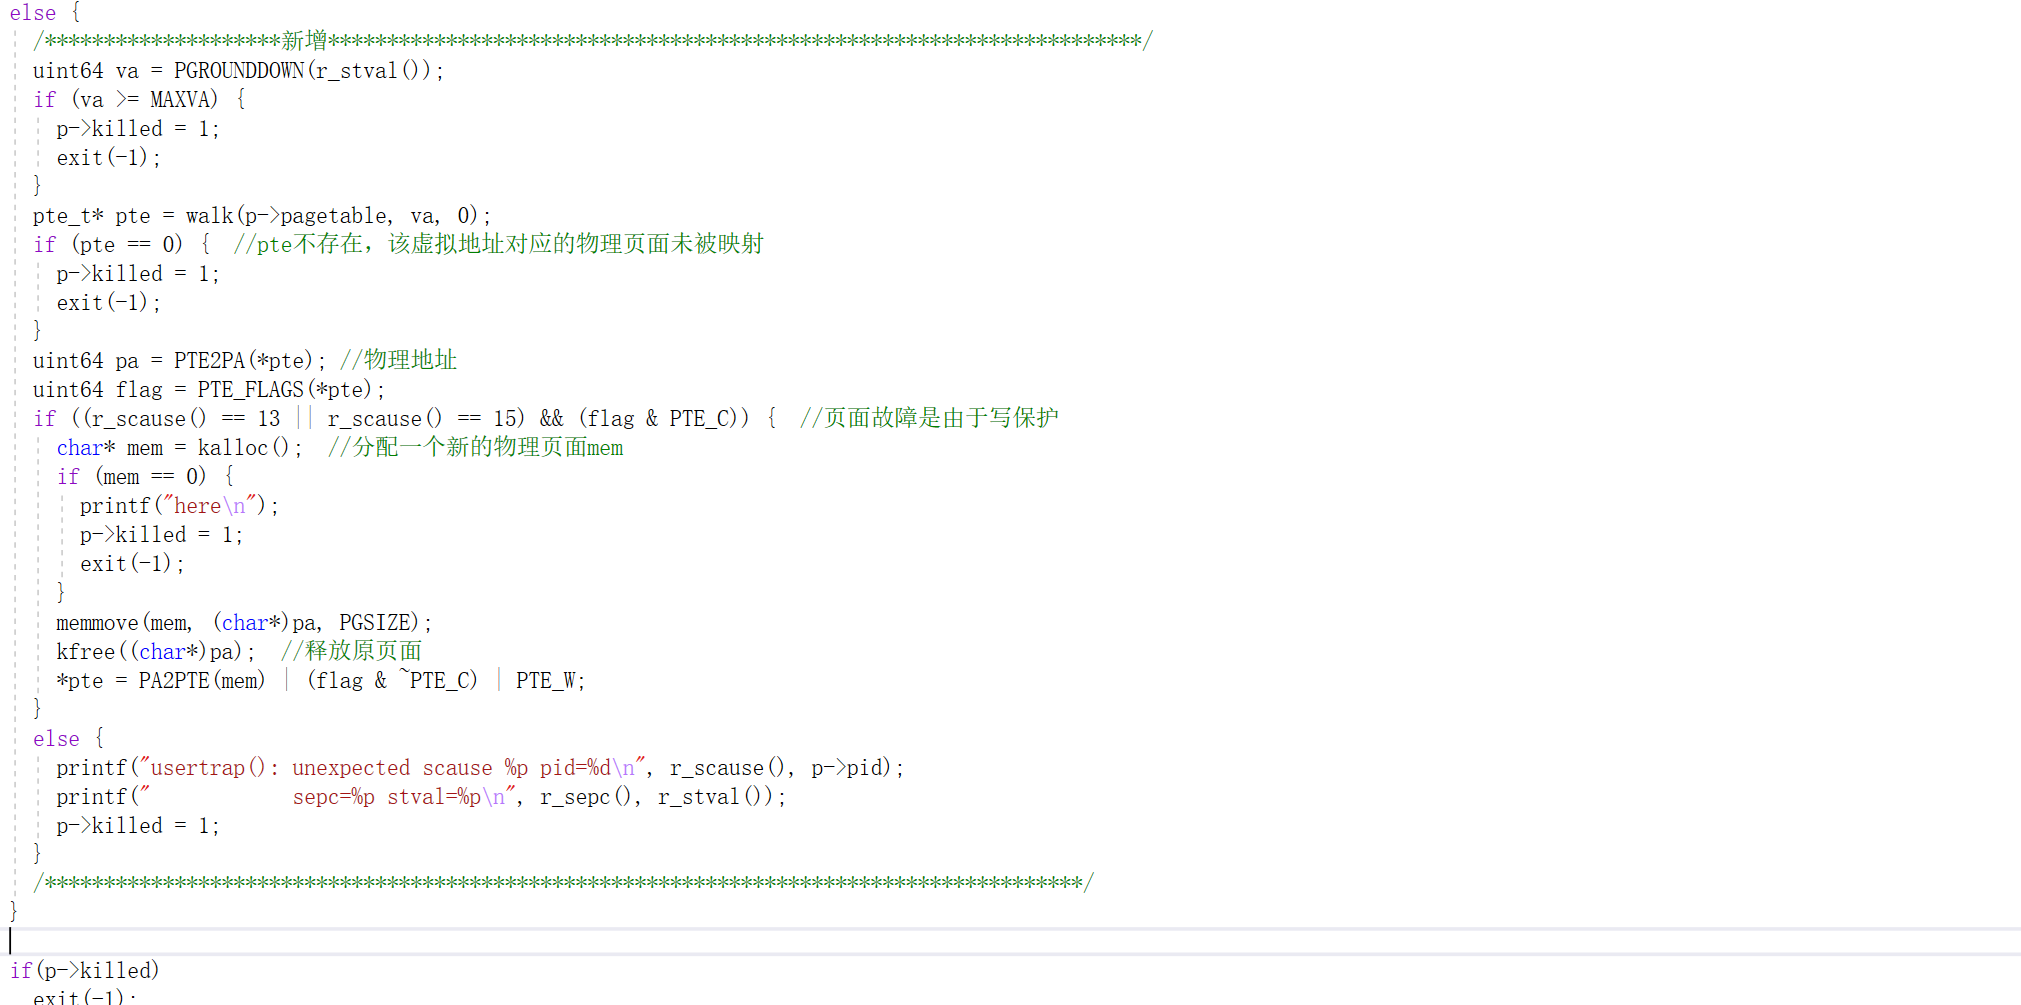 else {
/********************新增*********************************************************************/
uint64 va = PGROUNDDOWN(r_stval());
if (va >= MAXVA) {
p->killed = 1;
exit(-1);
}
pte_t* pte = walk(p->pagetable, va, 0);
if (pte == 0) {  //pte不存在，该虚拟地址对应的物理页面未被映射
p->killed = 1;
exit(-1);
}
uint64 pa = PTE2PA(*pte); //物理地址
uint64 flag = PTE_FLAGS(*pte);
if ((r_scause() == 13 || r_scause() == 15) && (flag & PTE_C)) {  //页面故障是由于写保护
char* mem = kalloc();  //分配一个新的物理页面mem
if (mem == 0) {
printf("here\n");
p->killed = 1;
exit(-1);
}
memmove(mem, (char*)pa, PGSIZE);
kfree((char*)pa);  //释放原页面
*pte = PA2PTE(mem) | (flag & ~PTE_C) | PTE_W;
}
else {
printf("usertrap(): unexpected scause %p pid=%d\n", r_scause(), p->pid);
printf("            sepc=%p stval=%p\n", r_sepc(), r_stval());
p->killed = 1;
}
/****************************************************************************************/
}
if(p->killed)
exit(-1);